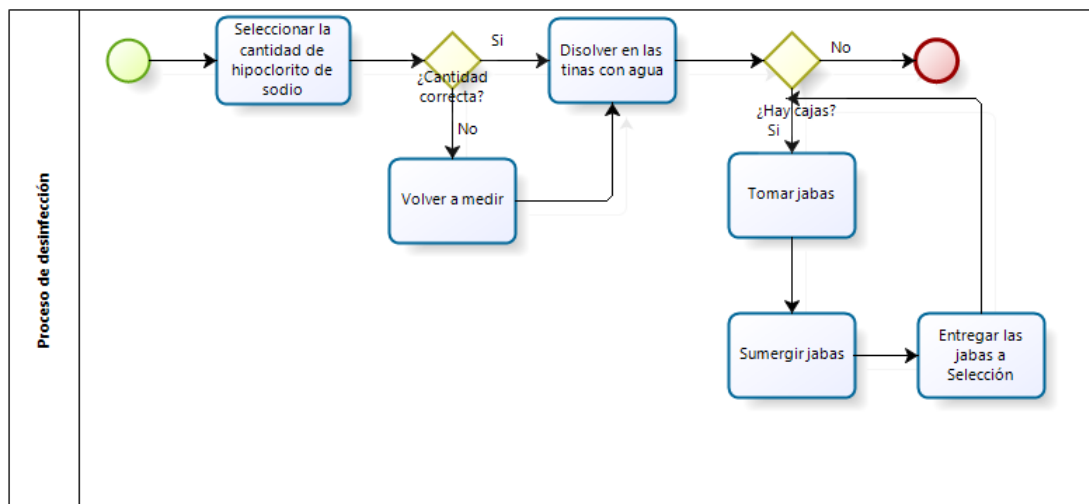 Proceso de desinfección
Seleccionar la
cantidad de
hipoclorito de
sodio
¿Cantidad
correcta?
Si
No
Volver a medir
Disolver en las
tinas con agua
¿Hay cajas?
No
Si
Tomar jabas
Sumergir jabas
Entregar las
jabas a
Selección